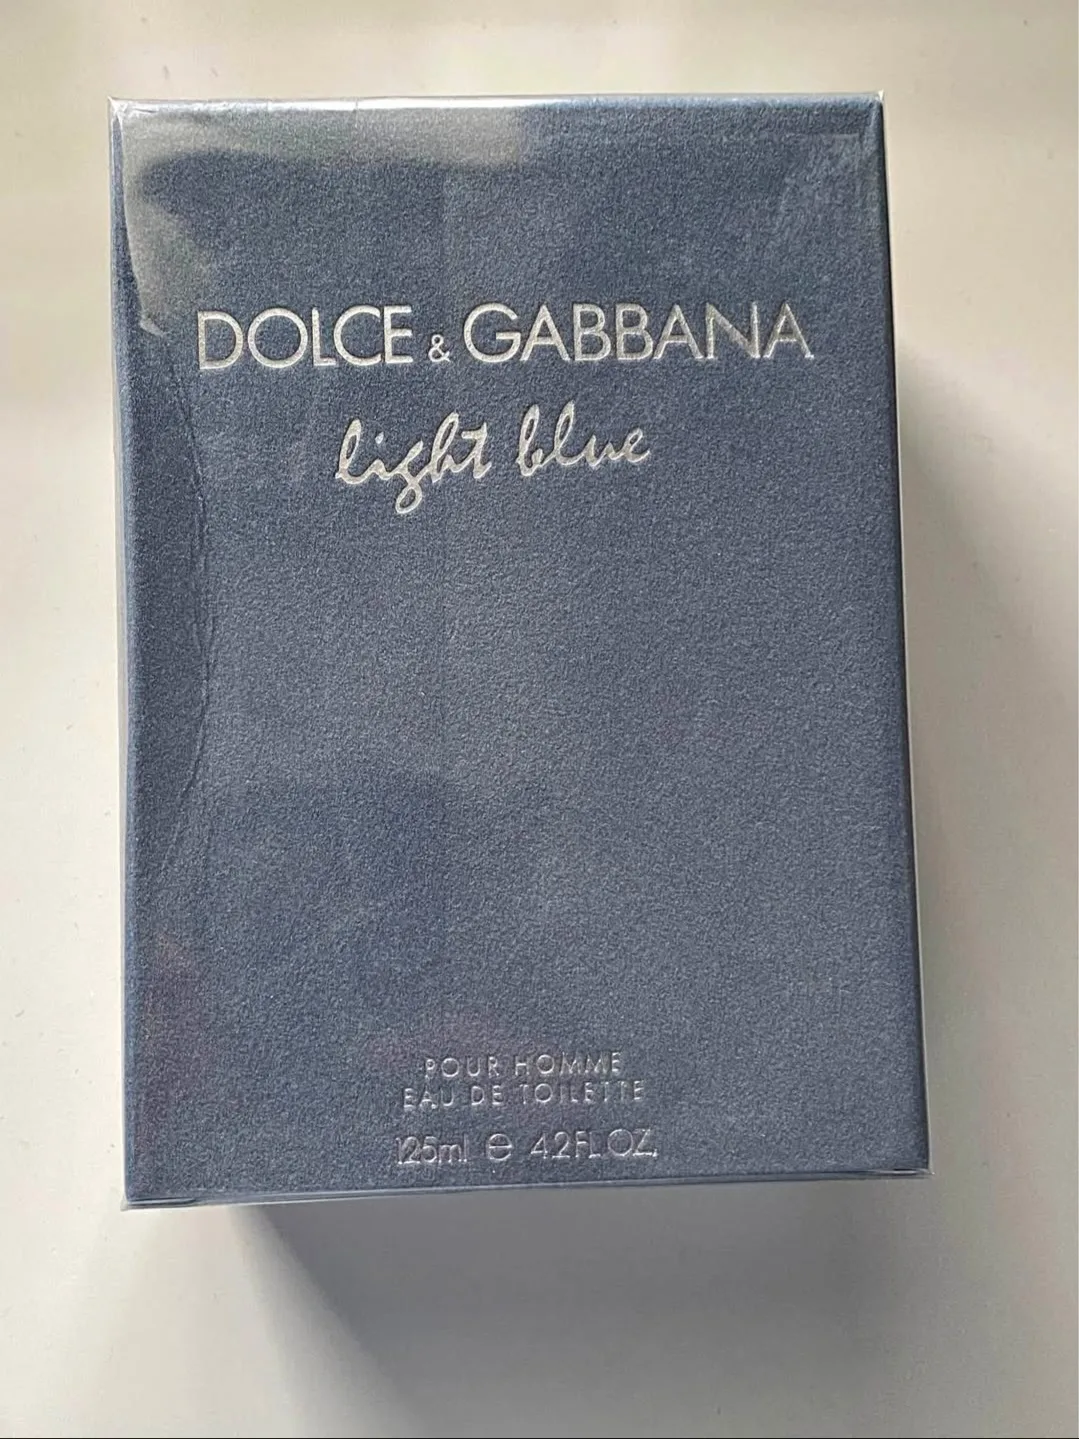 DOLCE & GABBANA
light blue
POUR HOMME
EAU DE TOILETTE
125ml ℮ 4.2FL.OZ.